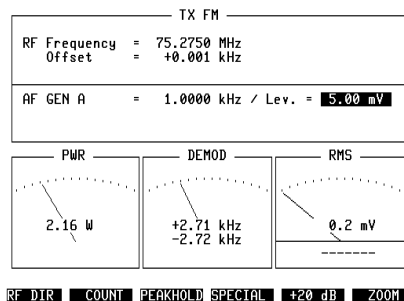 TX FM
RF Frequency = 75.2750 MHz
Offset = +0.001 kHz
AF GEN A = 1.0000 kHz / Lev. = 5.00 mV
PWR DEMOD RMS
2.16 W +2.71 kHz 0.2 mV
-2.72 kHz
-------
RF DIR COUNT PEAKHOLD SPECIAL +20 dB ZOOM